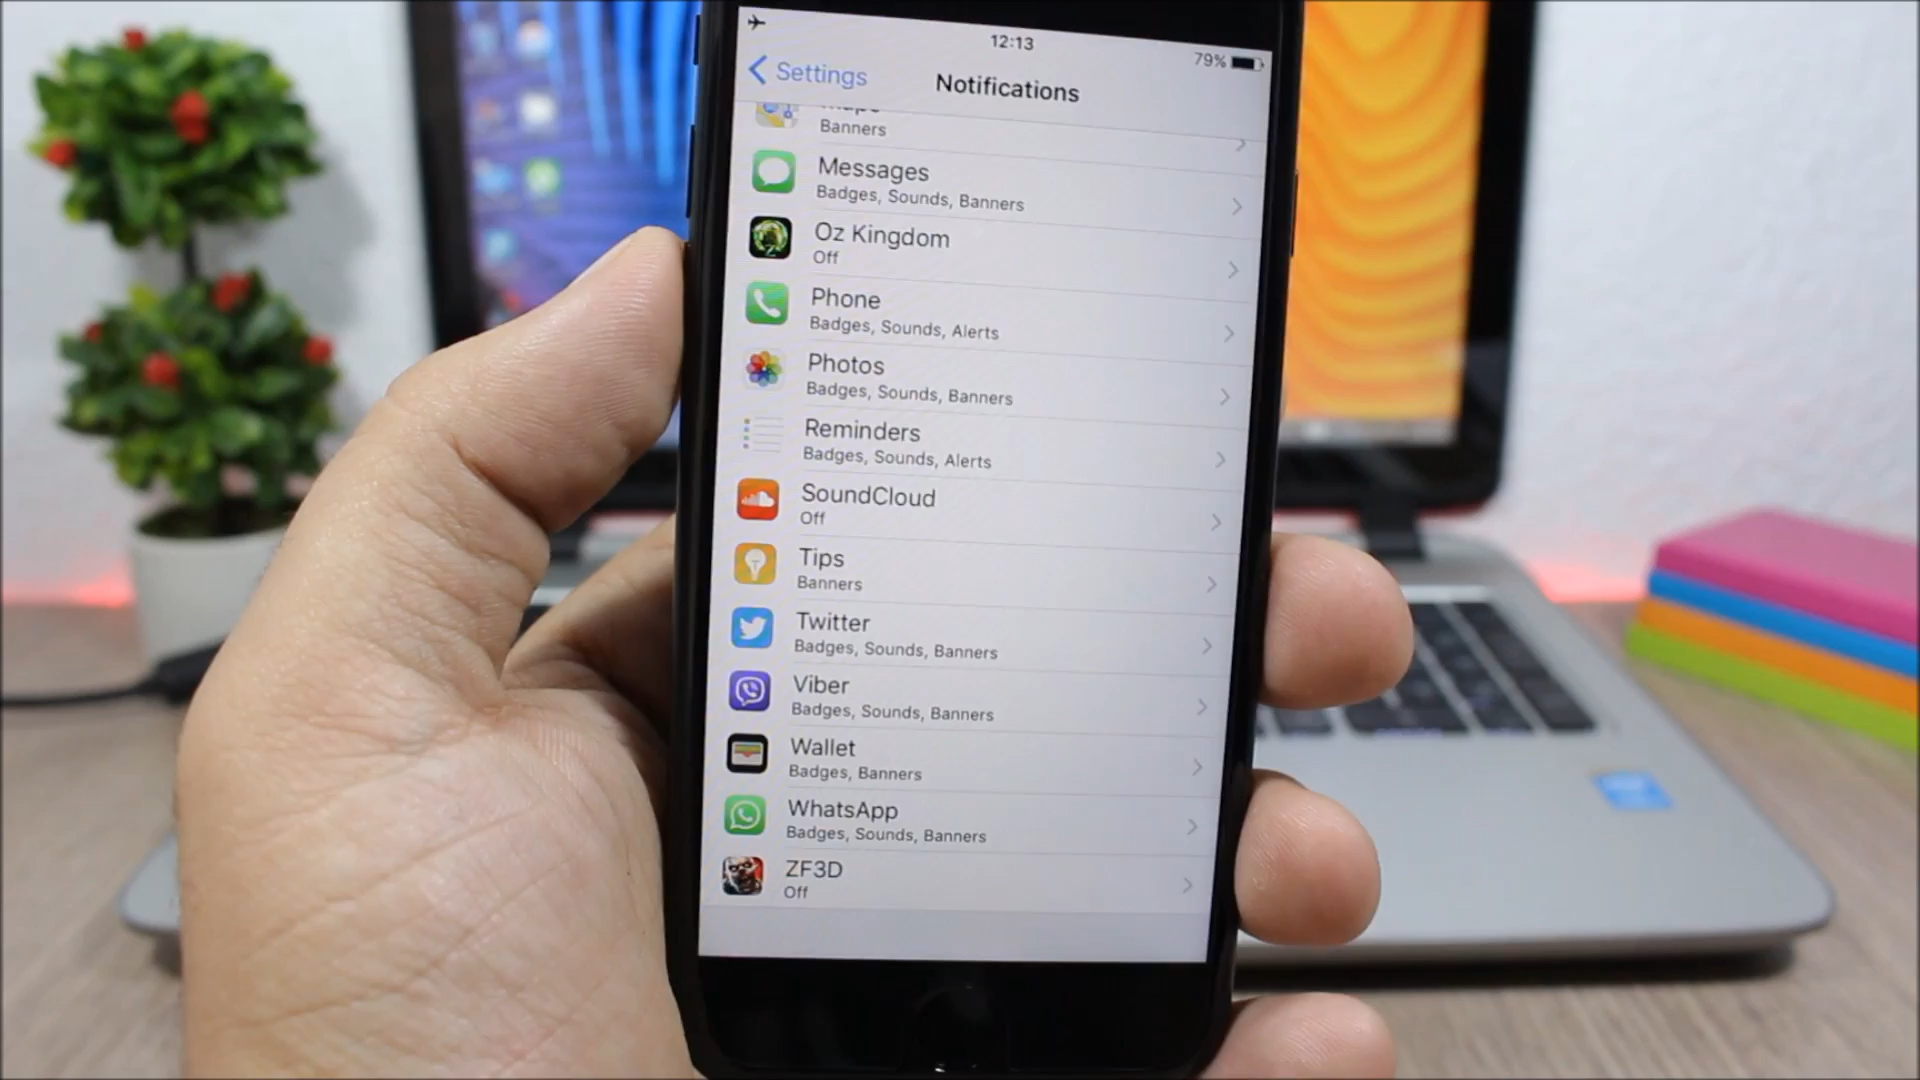 12:13
79%
Settings
Notifications
Banners
Messages
Badges, Sounds, Banners
Oz Kingdom
Off
Phone
Badges, Sounds, Alerts
Photos
Badges, Sounds, Banners
Reminders
Badges, Sounds, Alerts
SoundCloud
Off
Tips
Banners
Twitter
Badges, Sounds, Banners
Viber
Badges, Sounds, Banners
Wallet
Badges, Banners
WhatsApp
Badges, Sounds, Banners
ZF3D
Off